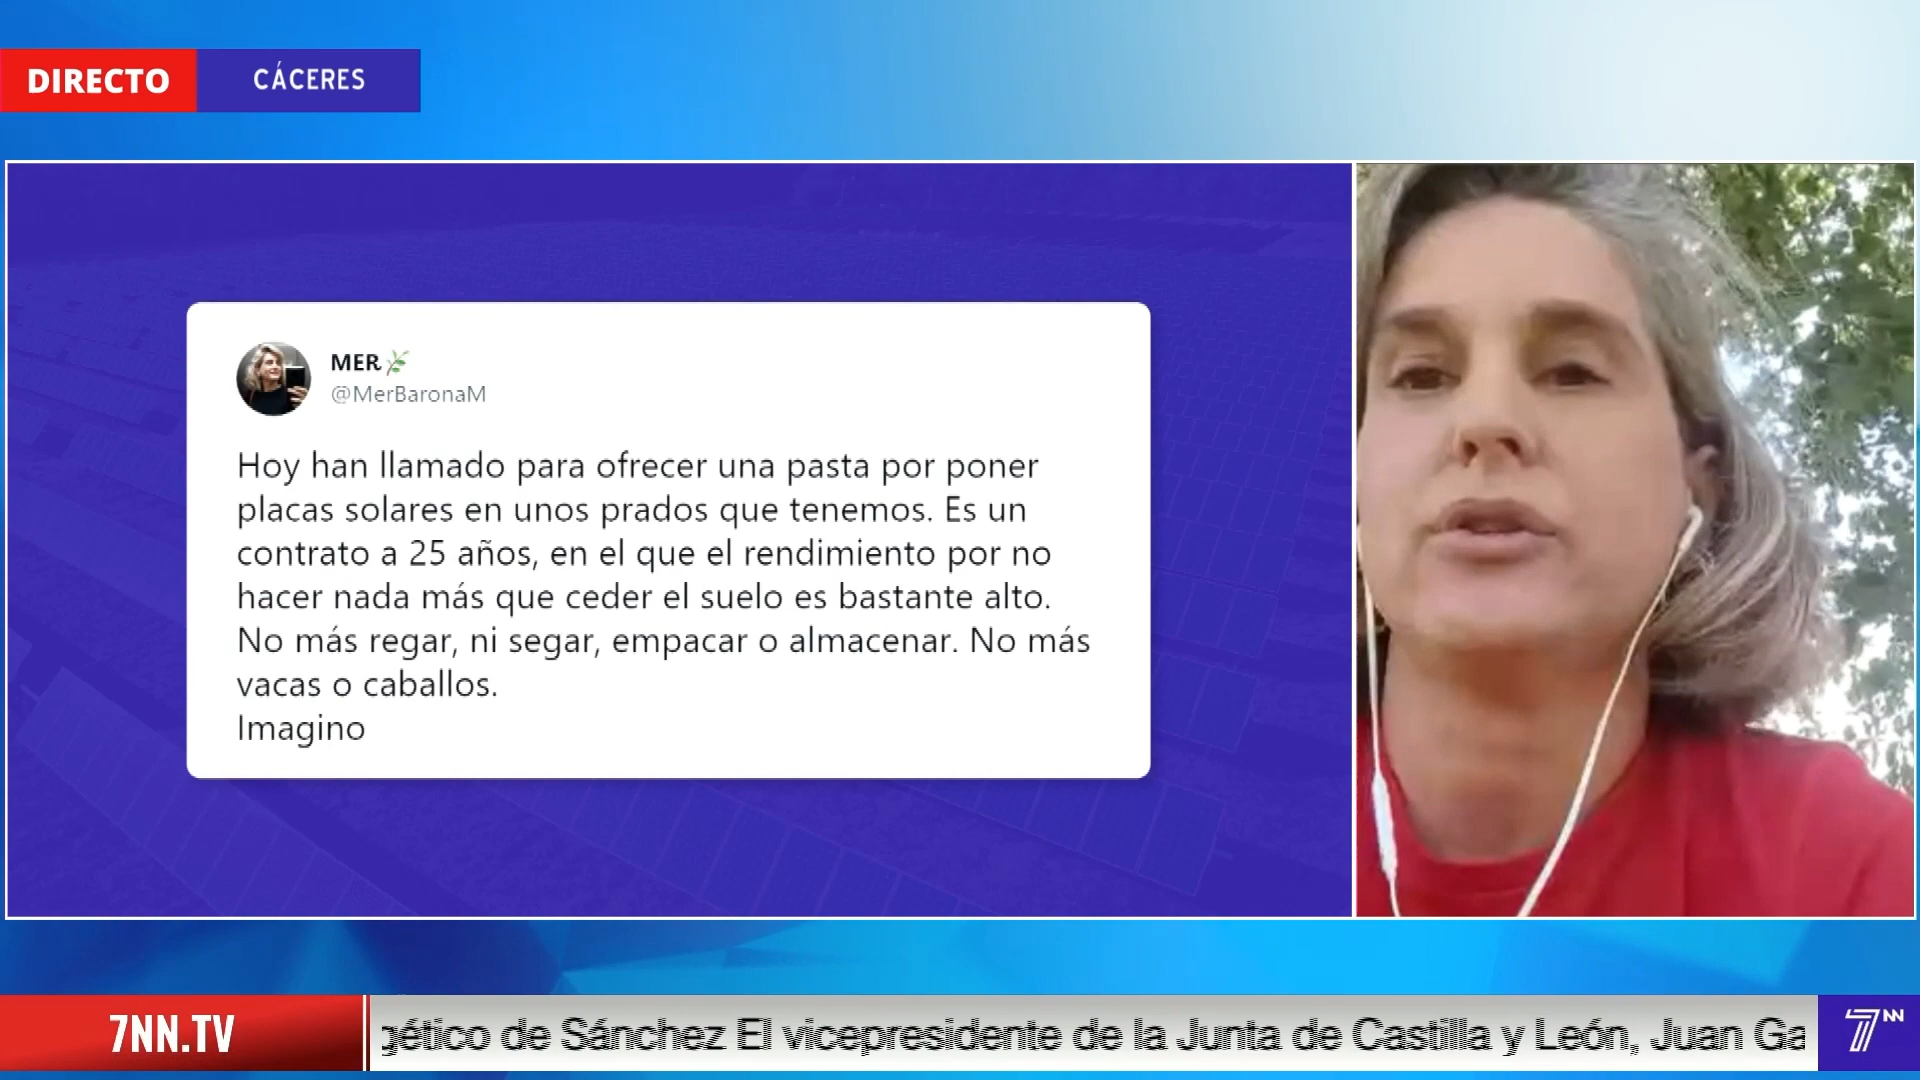 DIRECTO CÁCERES
MER
@MerBaronaM
Hoy han llamado para ofrecer una pasta por poner
placas solares en unos prados que tenemos. Es un
contrato a 25 años, en el que el rendimiento por no
hacer nada más que ceder el suelo es bastante alto.
No más regar, ni segar, empacar o almacenar. No más
vacas o caballos.
Imagino
7NN.TV
gético de Sánchez El vicepresidente de la Junta de Castilla y León, Juan Ga
7NN